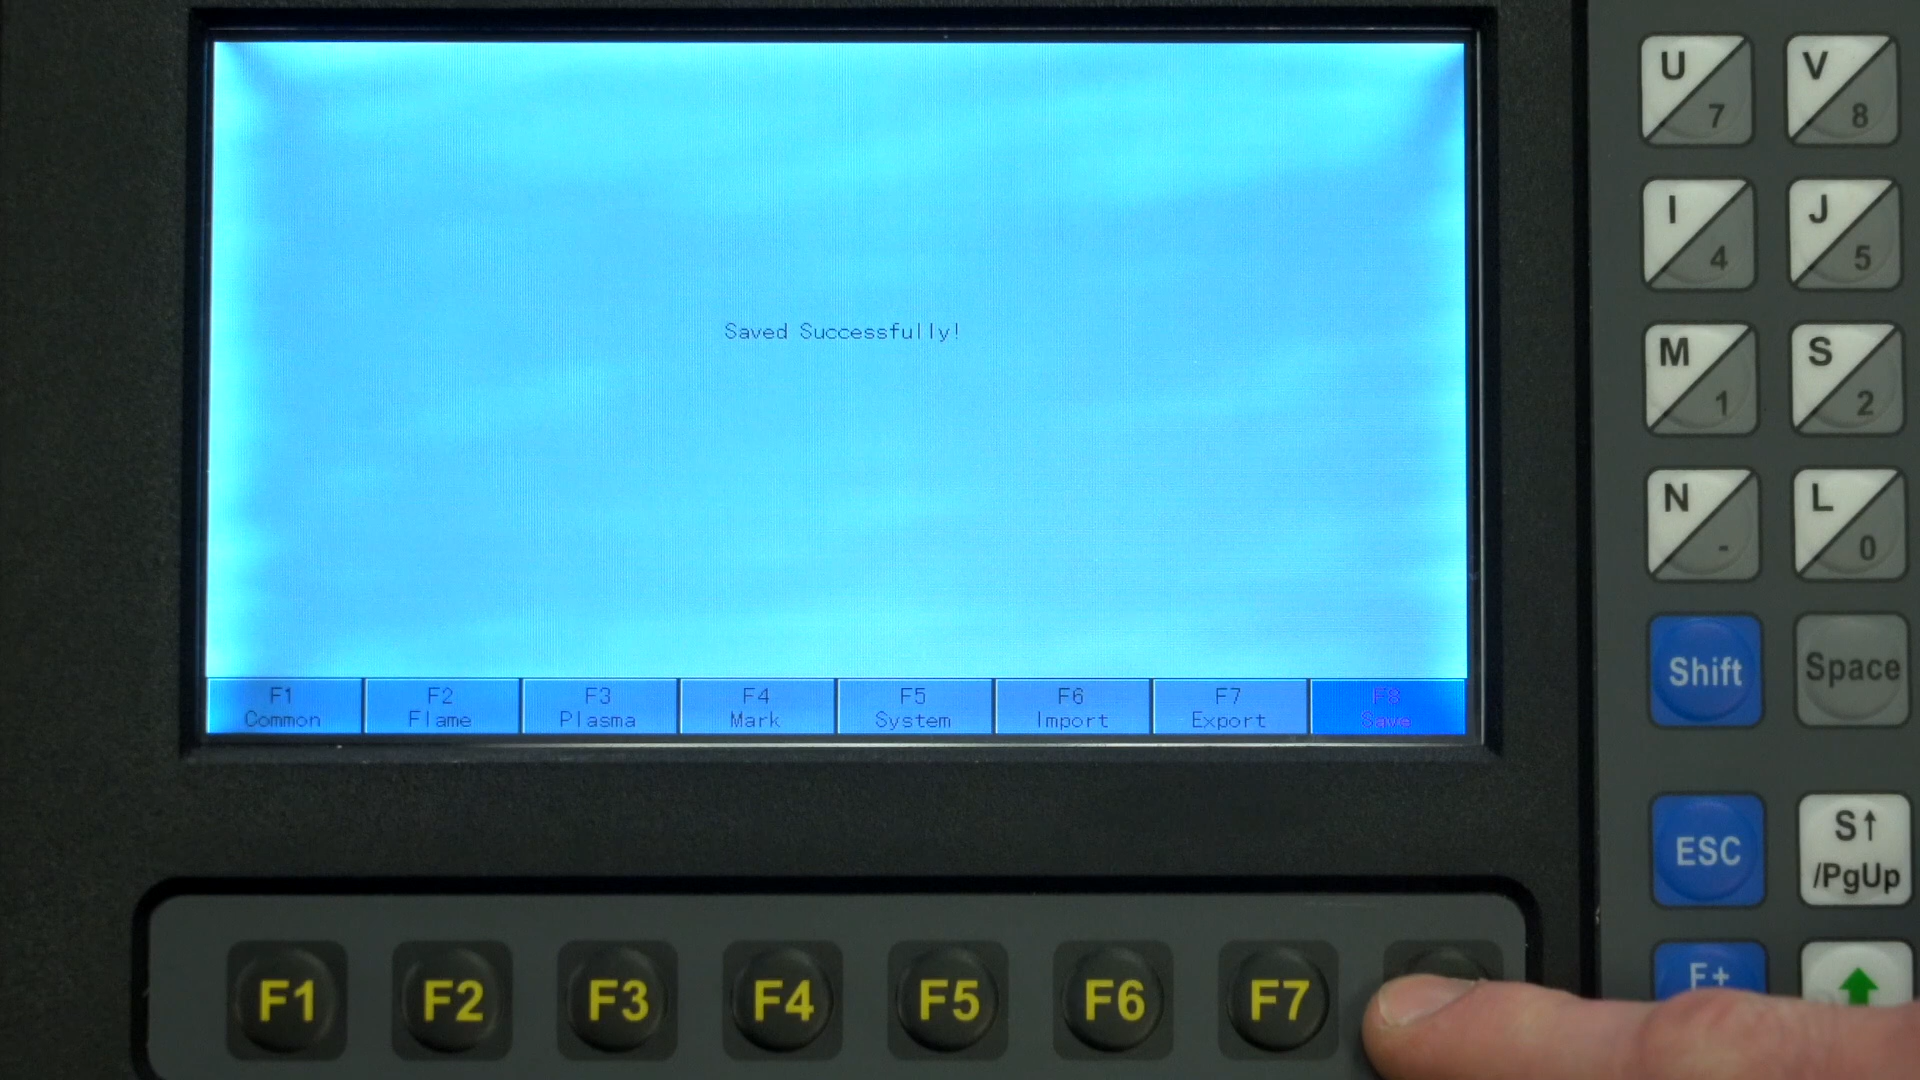 Saved Successfully!
F1 F2 F3 F4 F5 F6 F7 F8
Common Flame Plasma Mark System Import Export Save
F1 F2 F3 F4 F5 F6 F7
U 7
V 8
I 4
J 5
M 1
S 2
N -
L 0
Shift
Space
ESC
S↑
/PgUp
F+